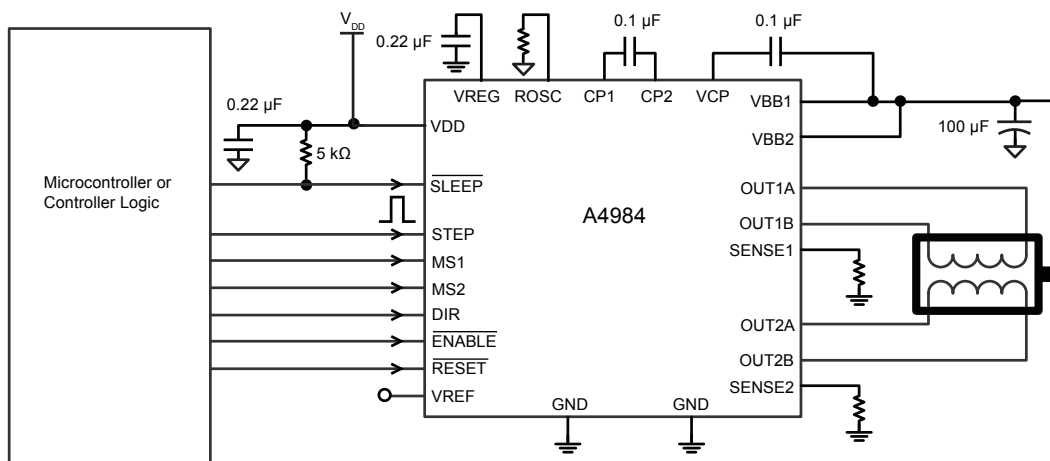 V_DD
0.22 µF
0.1 µF
0.1 µF
VREG
ROSC
CP1
CP2
VCP
VBB1
0.22 µF
VDD
VBB2
100 µF
5 kΩ
Microcontroller or
Controller Logic
SLEEP
OUT1A
A4984
OUT1B
STEP
SENSE1
MS1
MS2
DIR
OUT2A
ENABLE
OUT2B
RESET
SENSE2
VREF
GND
GND